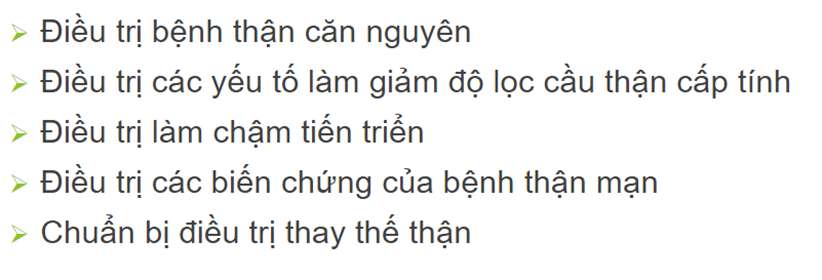 Điều trị bệnh thận căn nguyên
Điều trị các yếu tố làm giảm độ lọc cầu thận cấp tính
Điều trị làm chậm tiến triển
Điều trị các biến chứng của bệnh thận mạn
Chuẩn bị điều trị thay thế thận